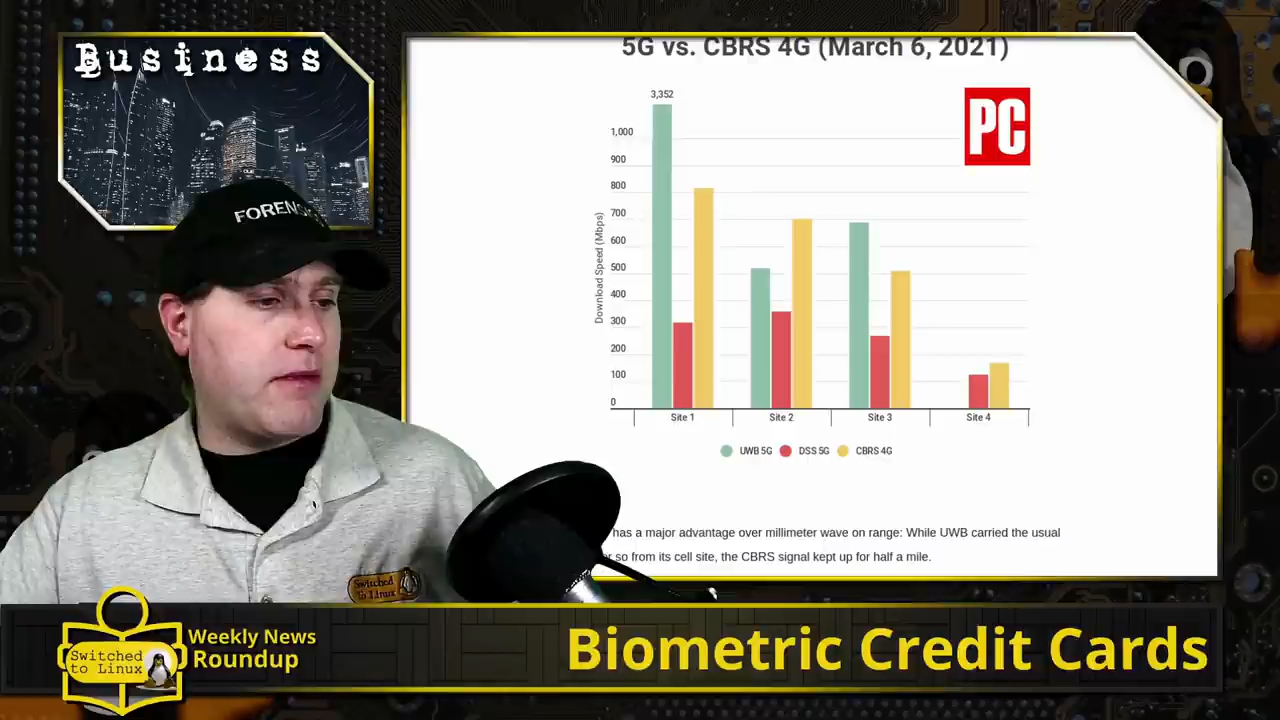 Business
5G vs. CBRS 4G (March 6, 2021)
PC
3,352
1,000
900
800
700
600
500
400
300
200
100
0
Download Speed (Mbps)
Site 1 Site 2 Site 3 Site 4
UWB 5G DSS 5G CBRS 4G
has a major advantage over millimeter wave on range: While UWB carried the usual
so from its cell site, the CBRS signal kept up for half a mile.
Switched
To Linux
Switched
to Linux
Weekly News
Roundup
Biometric Credit Cards